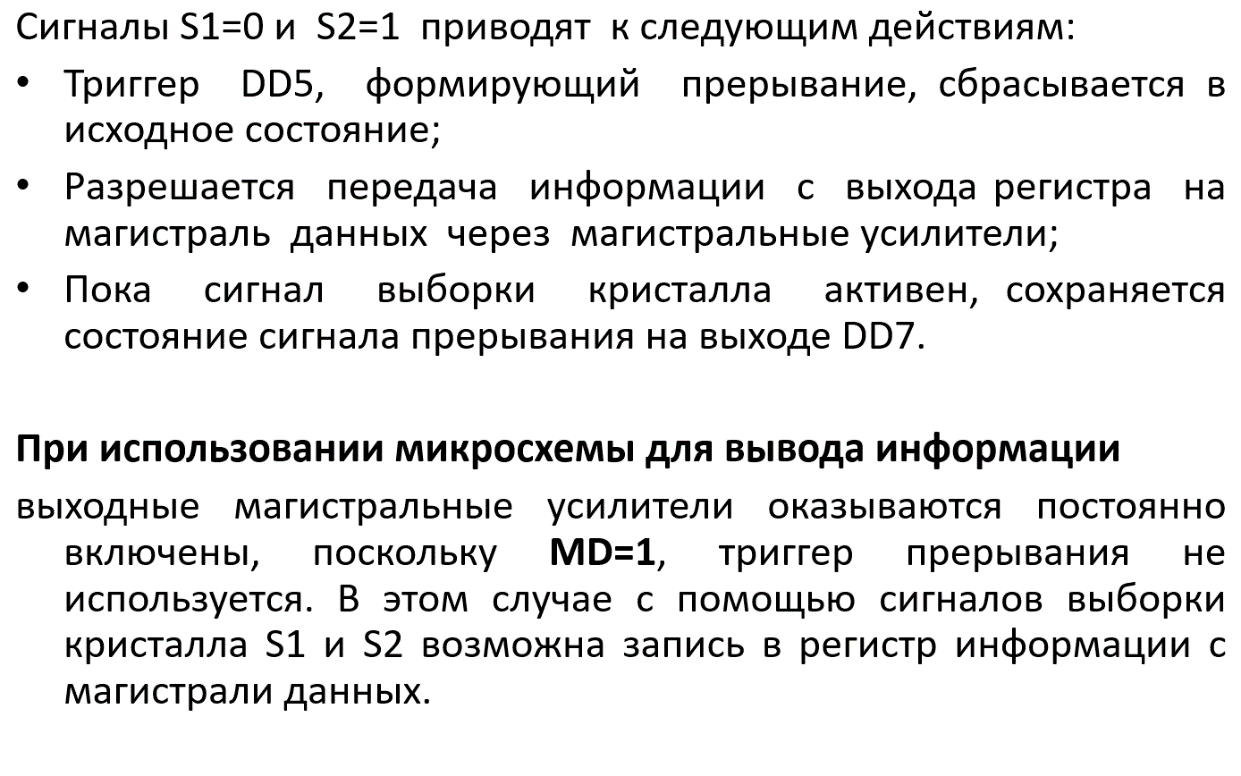 Сигналы S1=0 и S2=1 приводят к следующим действиям:
• Триггер DD5, формирующий прерывание, сбрасывается в
исходное состояние;
• Разрешается передача информации с выхода регистра на
магистраль данных через магистральные усилители;
• Пока сигнал выборки кристалла активен, сохраняется
состояние сигнала прерывания на выходе DD7.
При использовании микросхемы для вывода информации
выходные магистральные усилители оказываются постоянно
включены, поскольку MD=1, триггер прерывания не
используется. В этом случае с помощью сигналов выборки
кристалла S1 и S2 возможна запись в регистр информации с
магистрали данных.